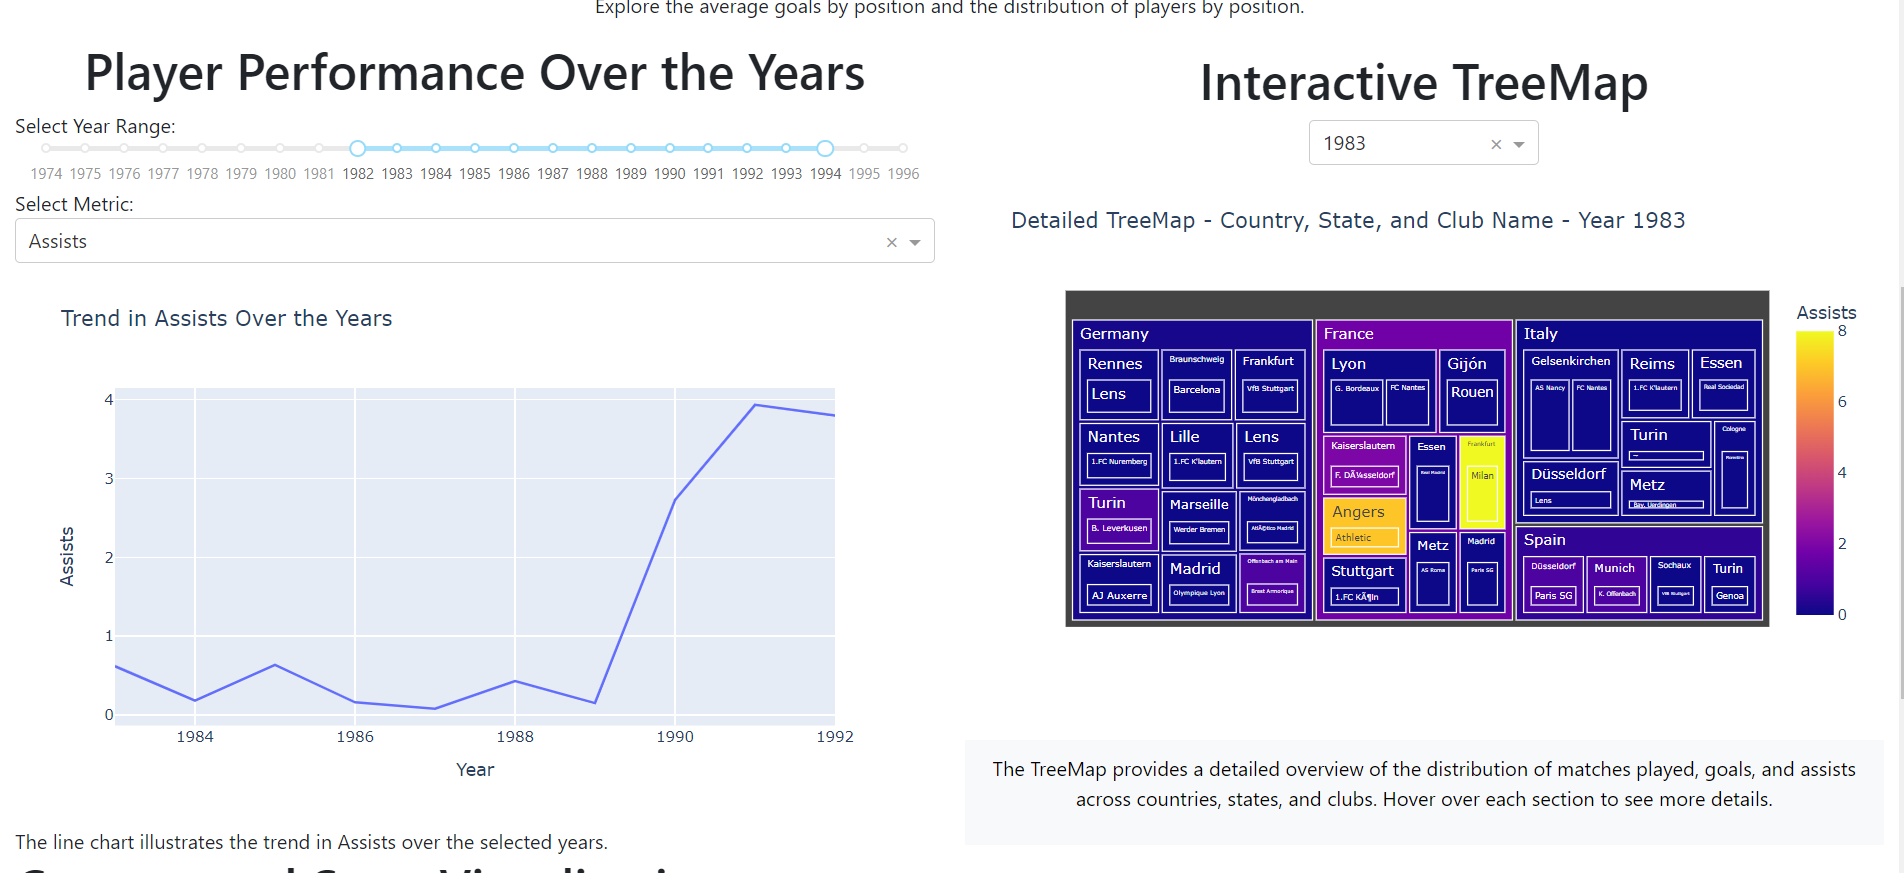 Explore the average goals by position and the distribution of players by position.
Player Performance Over the Years
Select Year Range:
1974 1975 1976 1977 1978 1979 1980 1981 1982 1983 1984 1985 1986 1987 1988 1989 1990 1991 1992 1993 1994 1995 1996
Select Metric:
Assists
Trend in Assists Over the Years
4
3
2
1
0
Assists
1984 1986 1988 1990 1992
Year
The line chart illustrates the trend in Assists over the selected years.
Interactive TreeMap
1983
Detailed TreeMap - Country, State, and Club Name - Year 1983
Germany
Rennes
Lens
Braunschweig
Barcelona
Frankfurt
VfB Stuttgart
Nantes
1.FC Nuremberg
Lille
1.FC K'lautern
Lens
VfB Stuttgart
Turin
B. Leverkusen
Marseille
Werder Bremen
Mönchengladbach
AtlÃ©tico Madrid
Kaiserslautern
AJ Auxerre
Madrid
Olympique Lyon
Offenbach am Main
Brest Armorique
France
Lyon
G. Bordeaux
FC Nantes
Gijón
Rouen
Kaiserslautern
F. DÃ¼sseldorf
Essen
Real Madrid
Frankfurt
Milan
Angers
Athletic
Stuttgart
1.FC KÃ¶ln
Metz
AS Roma
Madrid
Paris SG
Italy
Gelsenkirchen
AS Nancy
FC Nantes
Reims
1.FC K'lautern
Essen
Real Sociedad
Turin
Cologne
Fiorentina
Düsseldorf
Lens
Metz
Bay. Uerdingen
Spain
Düsseldorf
Paris SG
Munich
K. Offenbach
Sochaux
VfB Stuttgart
Turin
Genoa
Assists
8
6
4
2
0
The TreeMap provides a detailed overview of the distribution of matches played, goals, and assists
across countries, states, and clubs. Hover over each section to see more details.